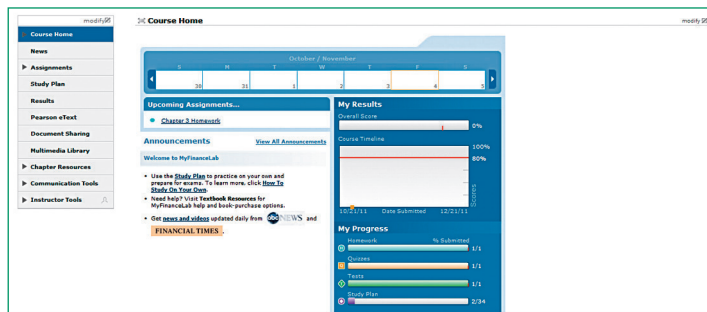 modify
Course Home
modify
Course Home
News
Assignments
Study Plan
Results
Pearson eText
Document Sharing
Multimedia Library
Chapter Resources
Communication Tools
Instructor Tools
October / November
S M T W T F S
30 31 1 2 3 4 5
Upcoming Assignments...
Chapter 3 Homework
Announcements View All Announcements
Welcome to MyFinanceLab
Use the Study Plan to practice on your own and
prepare for exams. To learn more, click How To
Study On Your Own.
Need help? Visit Textbook Resources for
MyFinanceLab help and book-purchase options.
Get news and videos updated daily from abc NEWS and
FINANCIAL TIMES.
My Results
Overall Score
0%
Course Timeline
100%
80%
Scores
10/21/11 Date Submitted 12/21/11
My Progress
Homework % Submitted
1/1
Quizzes
1/1
Tests
1/1
Study Plan
2/34